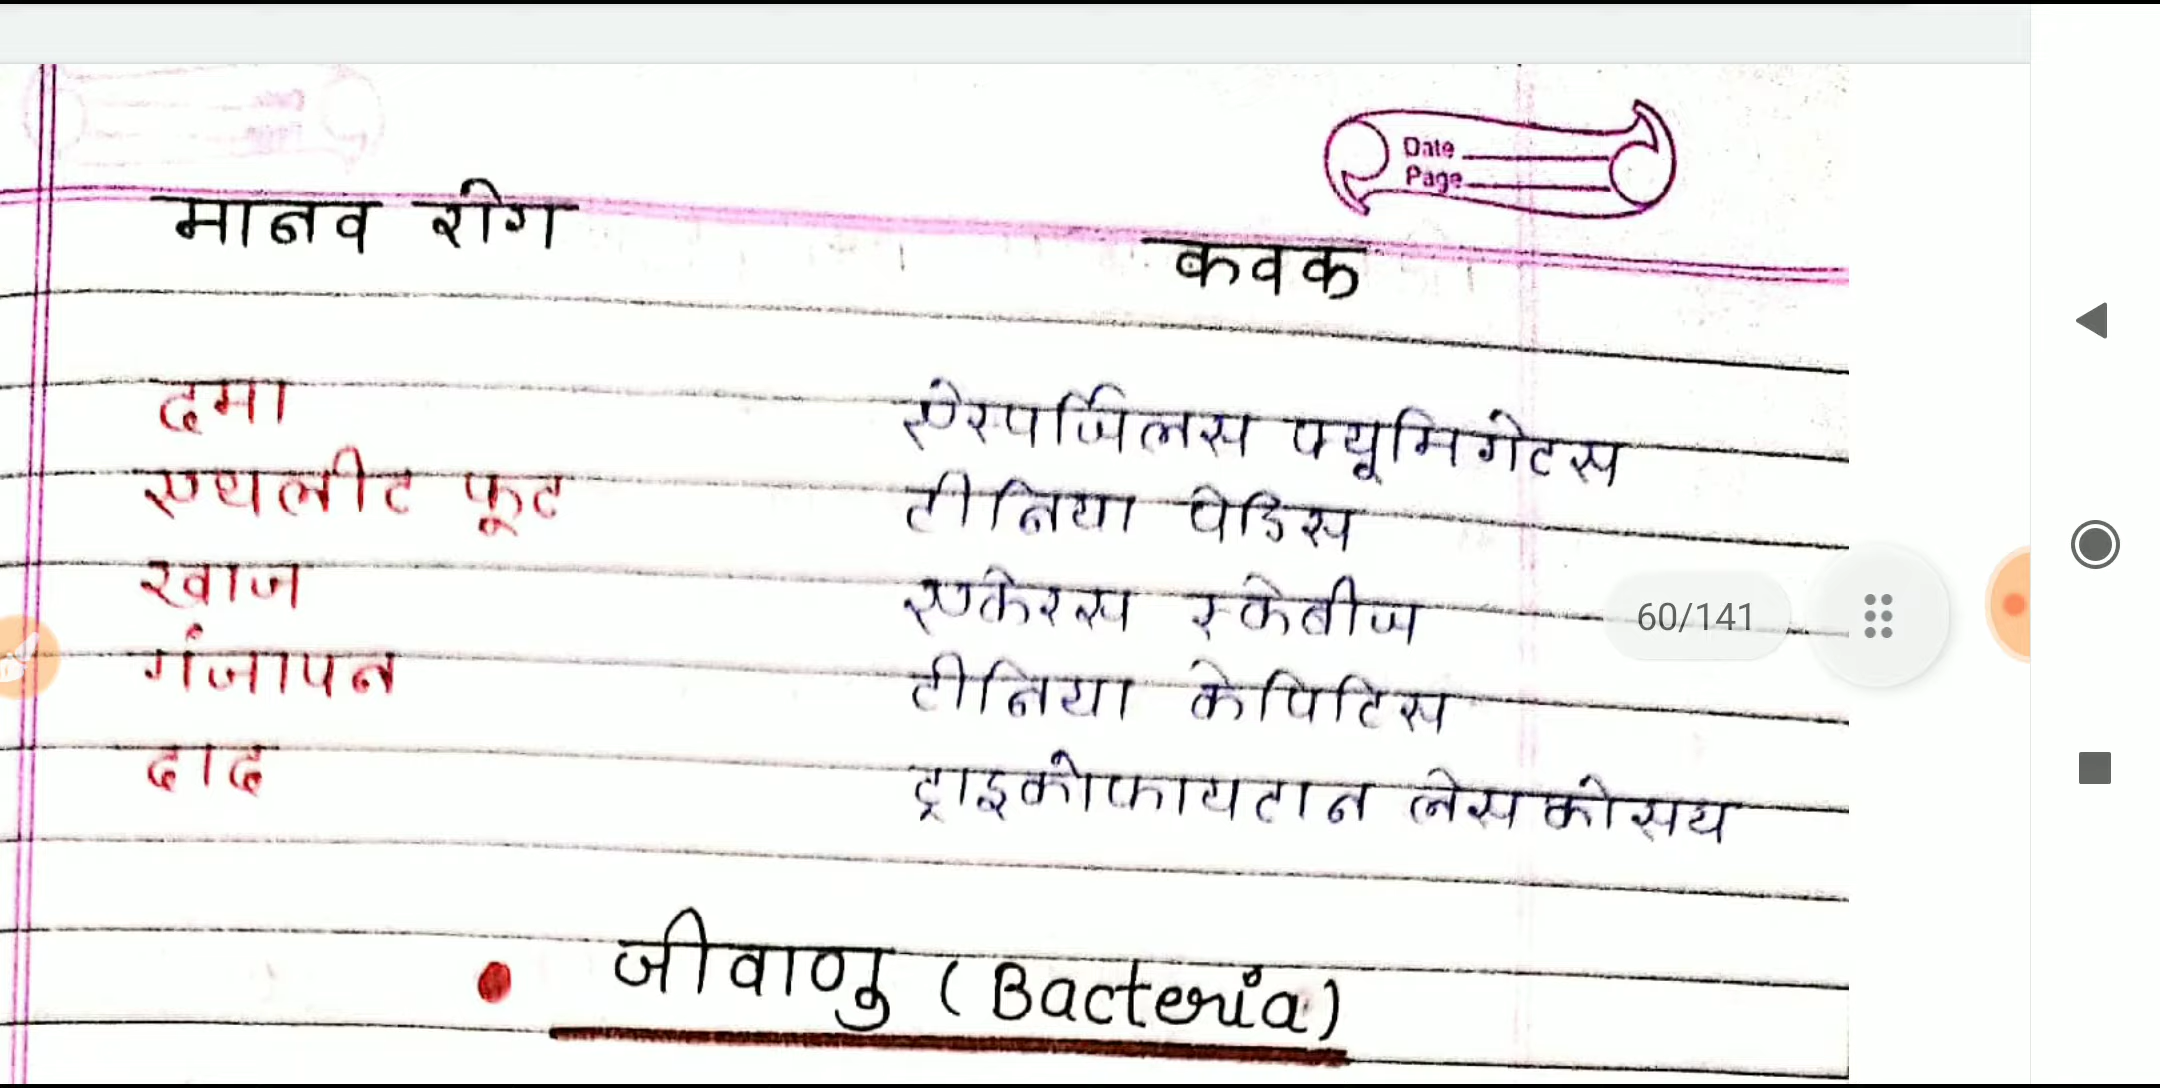 Date
Page
मानव रोग कवक
दमा ऐस्पर्जिलस फ्यूमिगेटस
एथलीट फूट टीनिया पेडिस
खाज एकेरस स्केबीज
गंजापन टीनिया केपिटिस
60/141
दाद ट्राइकोफायटान लेसकोसय
जीवाणु (Bacteria)